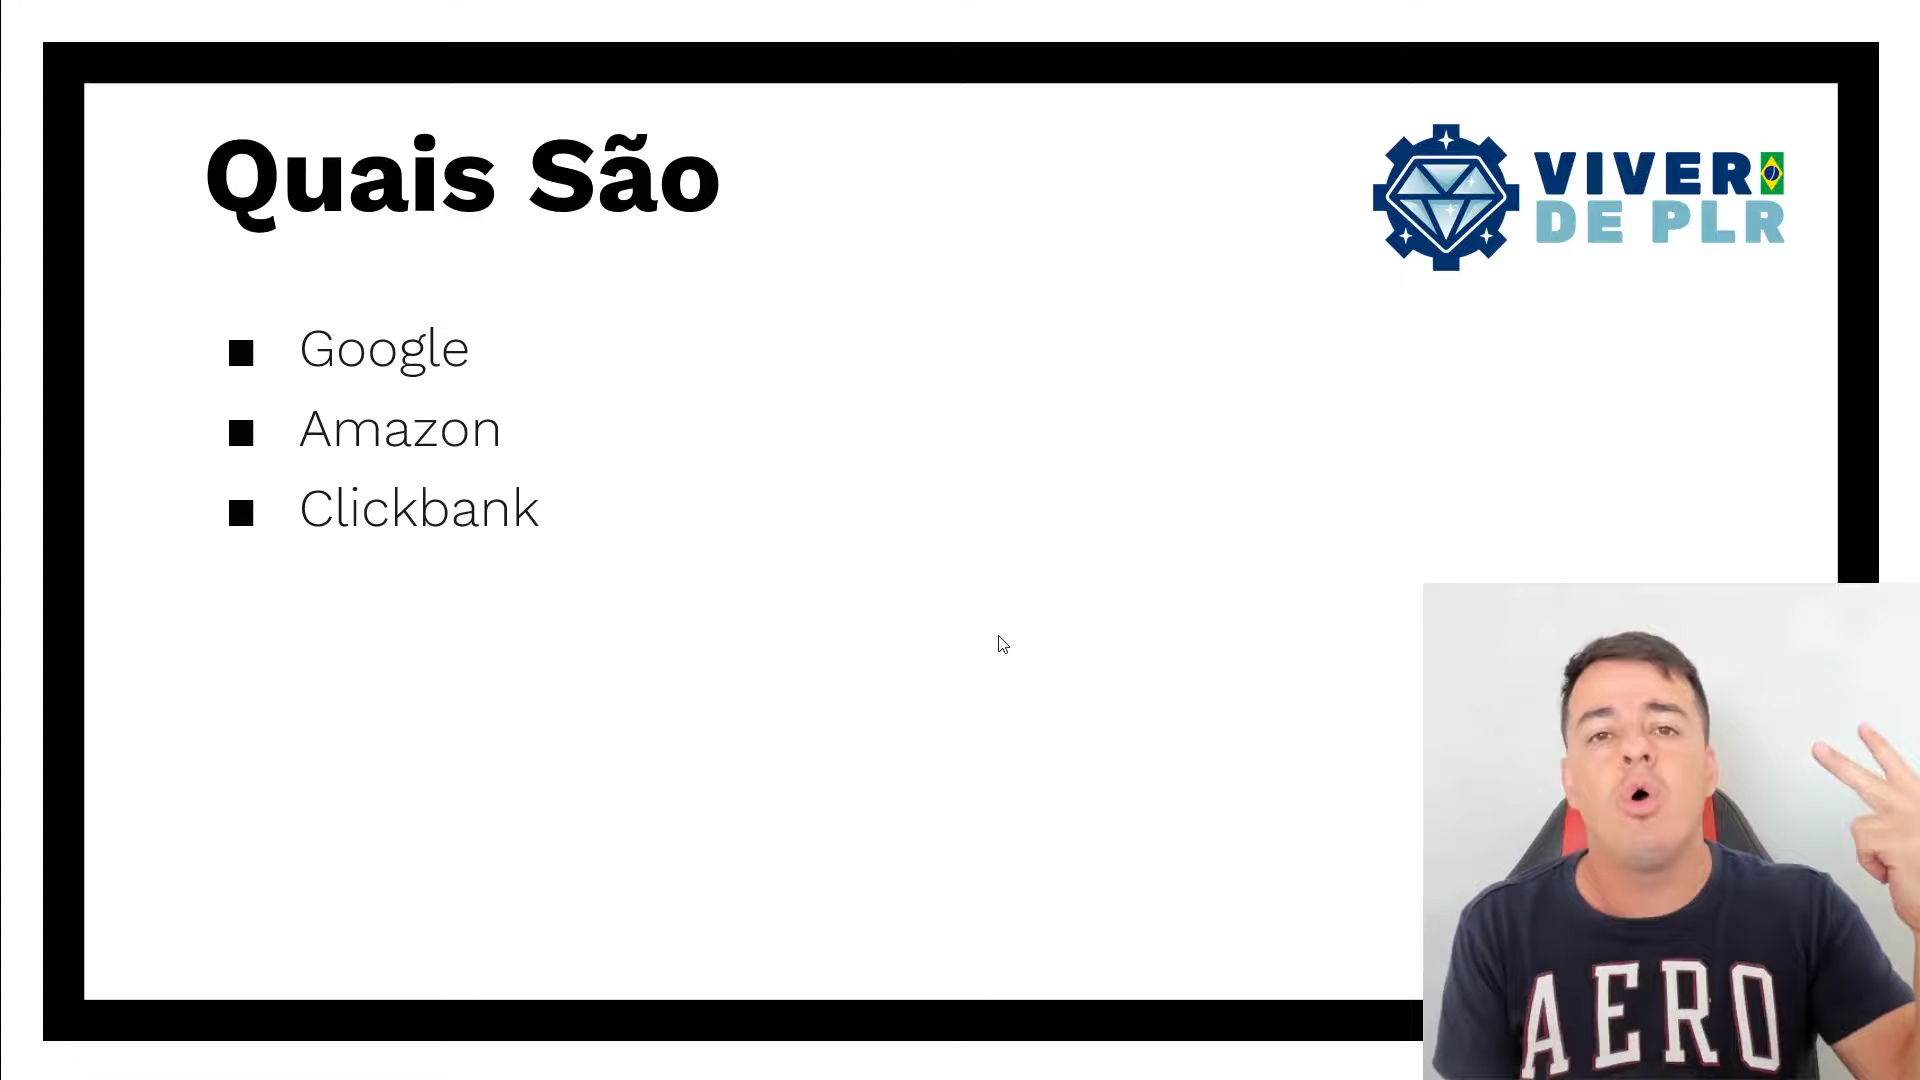 Quais São
VIVER
DE PLR
Google
Amazon
Clickbank
AERO